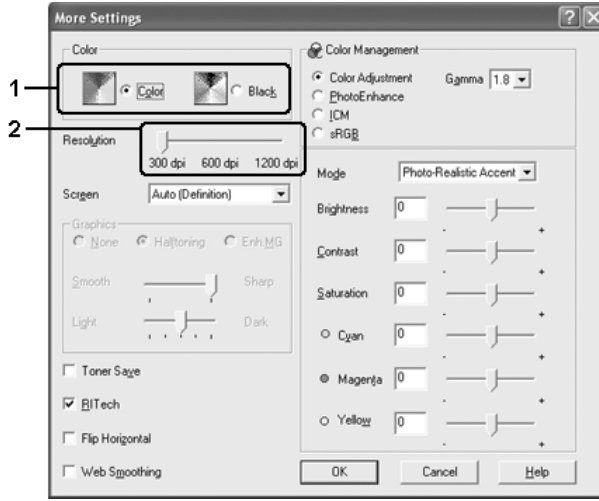 More Settings
Color
1
Color
Black
2
Resolution
300 dpi 600 dpi 1200 dpi
Screen
Auto (Definition)
Graphics
None
Halftoning
Enh.MG
Smooth
Sharp
Light
Dark
Toner Save
RITech
Flip Horizontal
Web Smoothing
Color Management
Color Adjustment
Gamma 1.8
PhotoEnhance
ICM
sRGB
Mode
Photo-Realistic Accent
Brightness 0
- +
Contrast 0
- +
Saturation 0
- +
Cyan 0
- +
Magenta 0
- +
Yellow 0
- +
OK
Cancel
Help